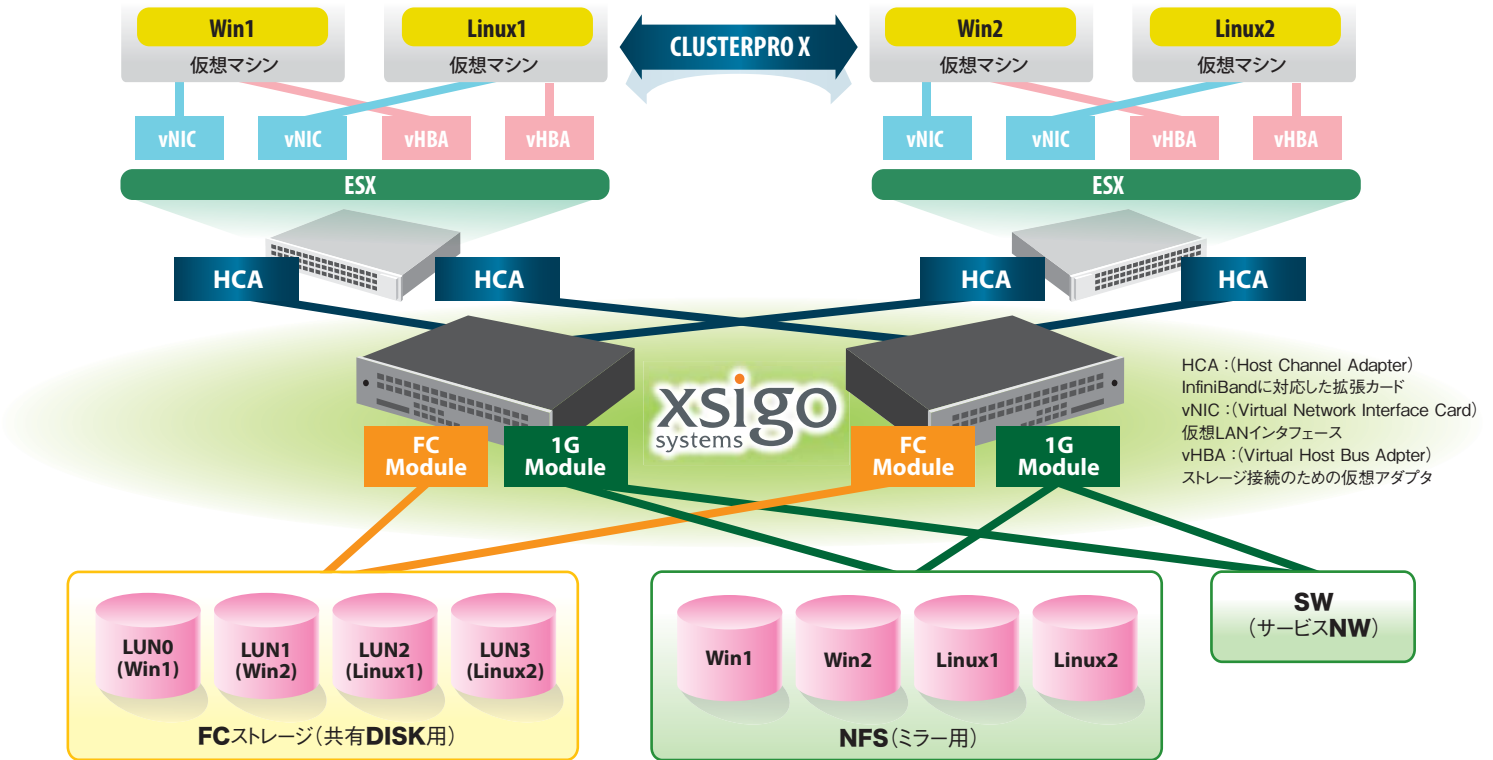 Win1
仮想マシン
Linux1
仮想マシン
CLUSTERPRO X
Win2
仮想マシン
Linux2
仮想マシン
vNIC
vNIC
vHBA
vHBA
vNIC
vNIC
vHBA
vHBA
ESX
ESX
HCA
HCA
HCA
HCA
xsigo
systems
HCA：(Host Channel Adapter)
InfiniBandに対応した拡張カード
vNIC：(Virtual Network Interface Card)
仮想LANインタフェース
vHBA：(Virtual Host Bus Adpter)
ストレージ接続のための仮想アダプタ
FC
Module
1G
Module
FC
Module
1G
Module
LUN0
(Win1)
LUN1
(Win2)
LUN2
(Linux1)
LUN3
(Linux2)
FCストレージ（共有DISK用）
Win1
Win2
Linux1
Linux2
NFS（ミラー用）
SW
（サービスNW）